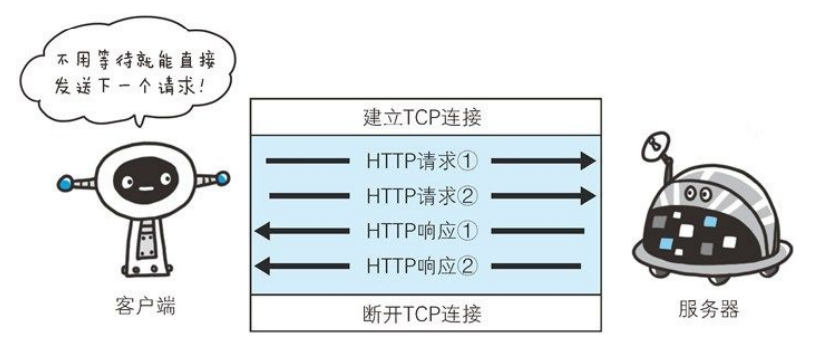 不用等待就能直接
发送下一个请求!
建立TCP连接
HTTP请求①
HTTP请求②
HTTP响应①
HTTP响应②
断开TCP连接
客户端
服务器